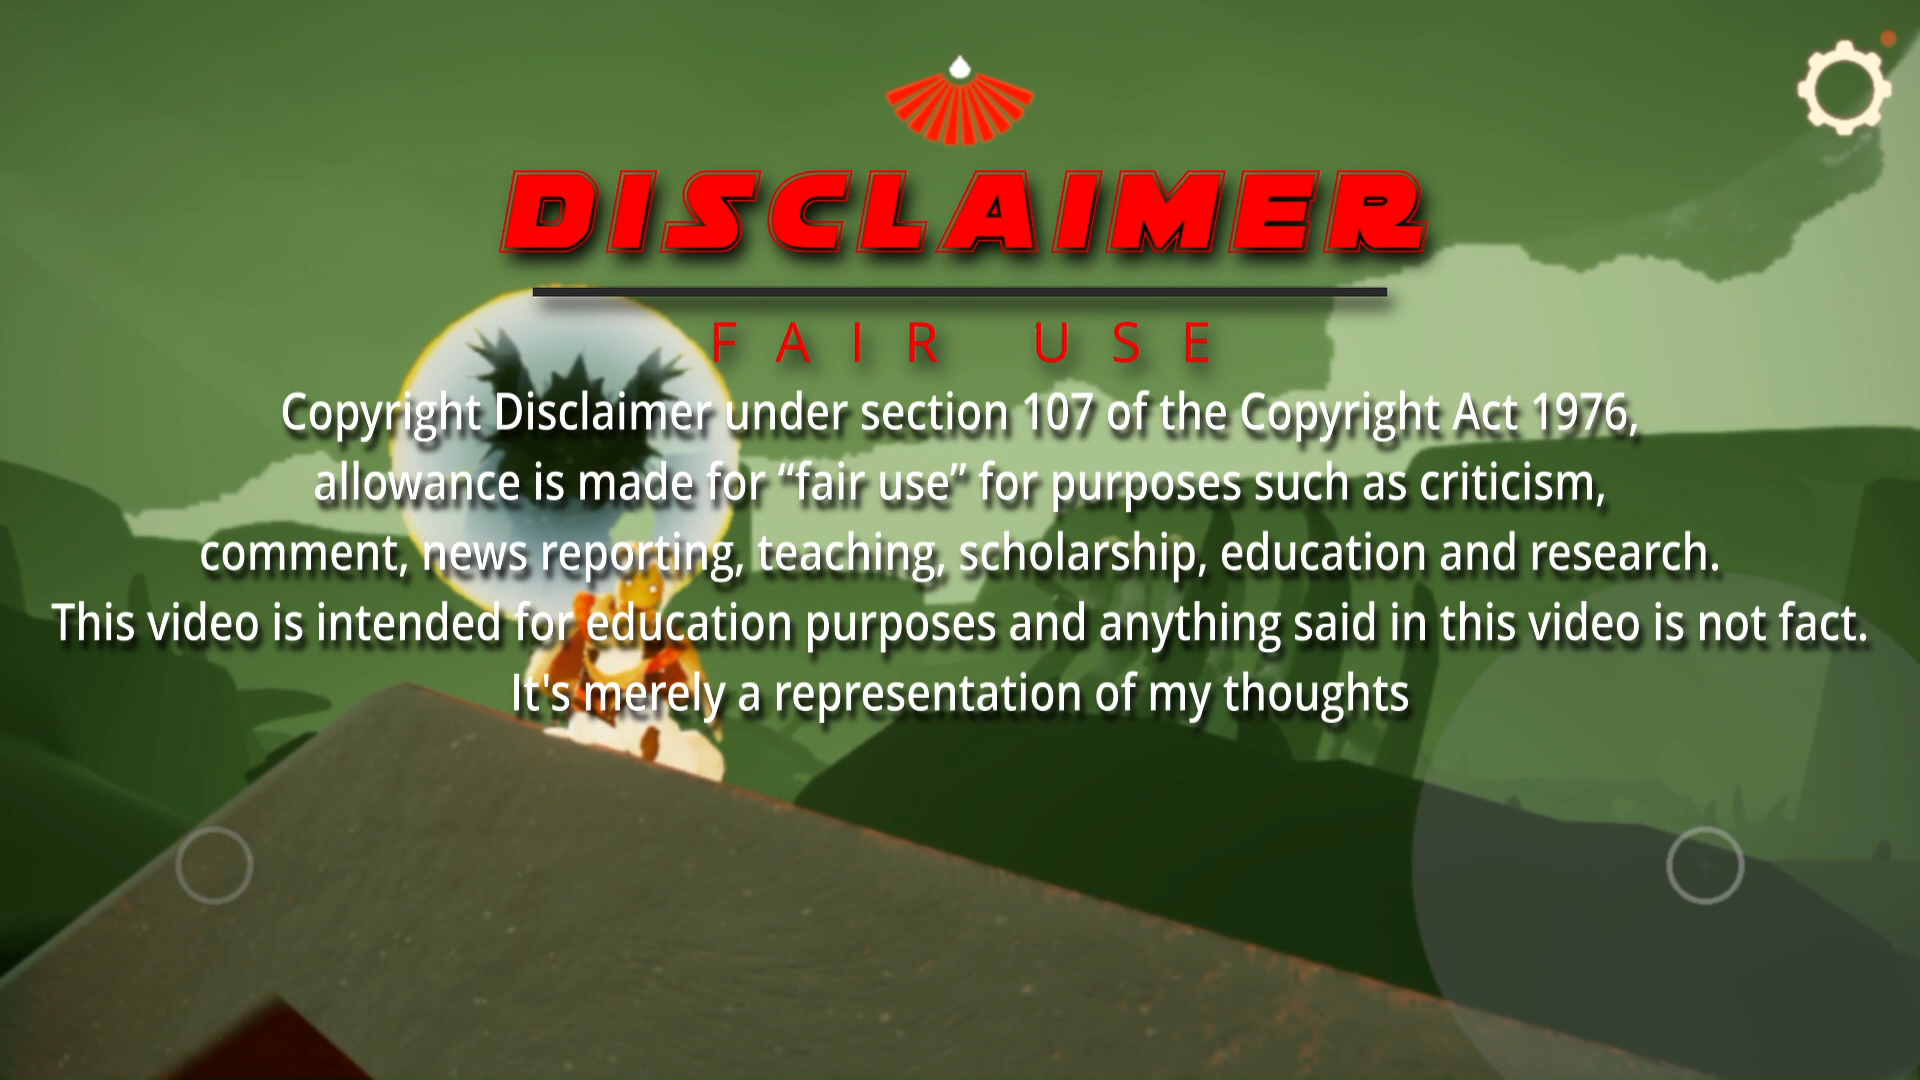 DISCLAIMER
FAIR USE
Copyright Disclaimer under section 107 of the Copyright Act 1976,
allowance is made for “fair use” for purposes such as criticism,
comment, news reporting, teaching, scholarship, education and research.
This video is intended for education purposes and anything said in this video is not fact.
It's merely a representation of my thoughts